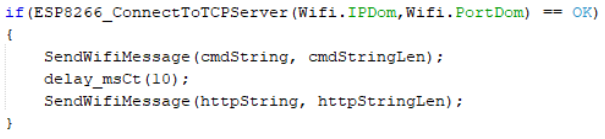 if(ESP8266_ConnectToTCPServer(Wifi.IPDom,Wifi.PortDom) == OK)
{
    SendWifiMessage(cmdString, cmdStringLen);
    delay_msCt(10);
    SendWifiMessage(httpString, httpStringLen);
}